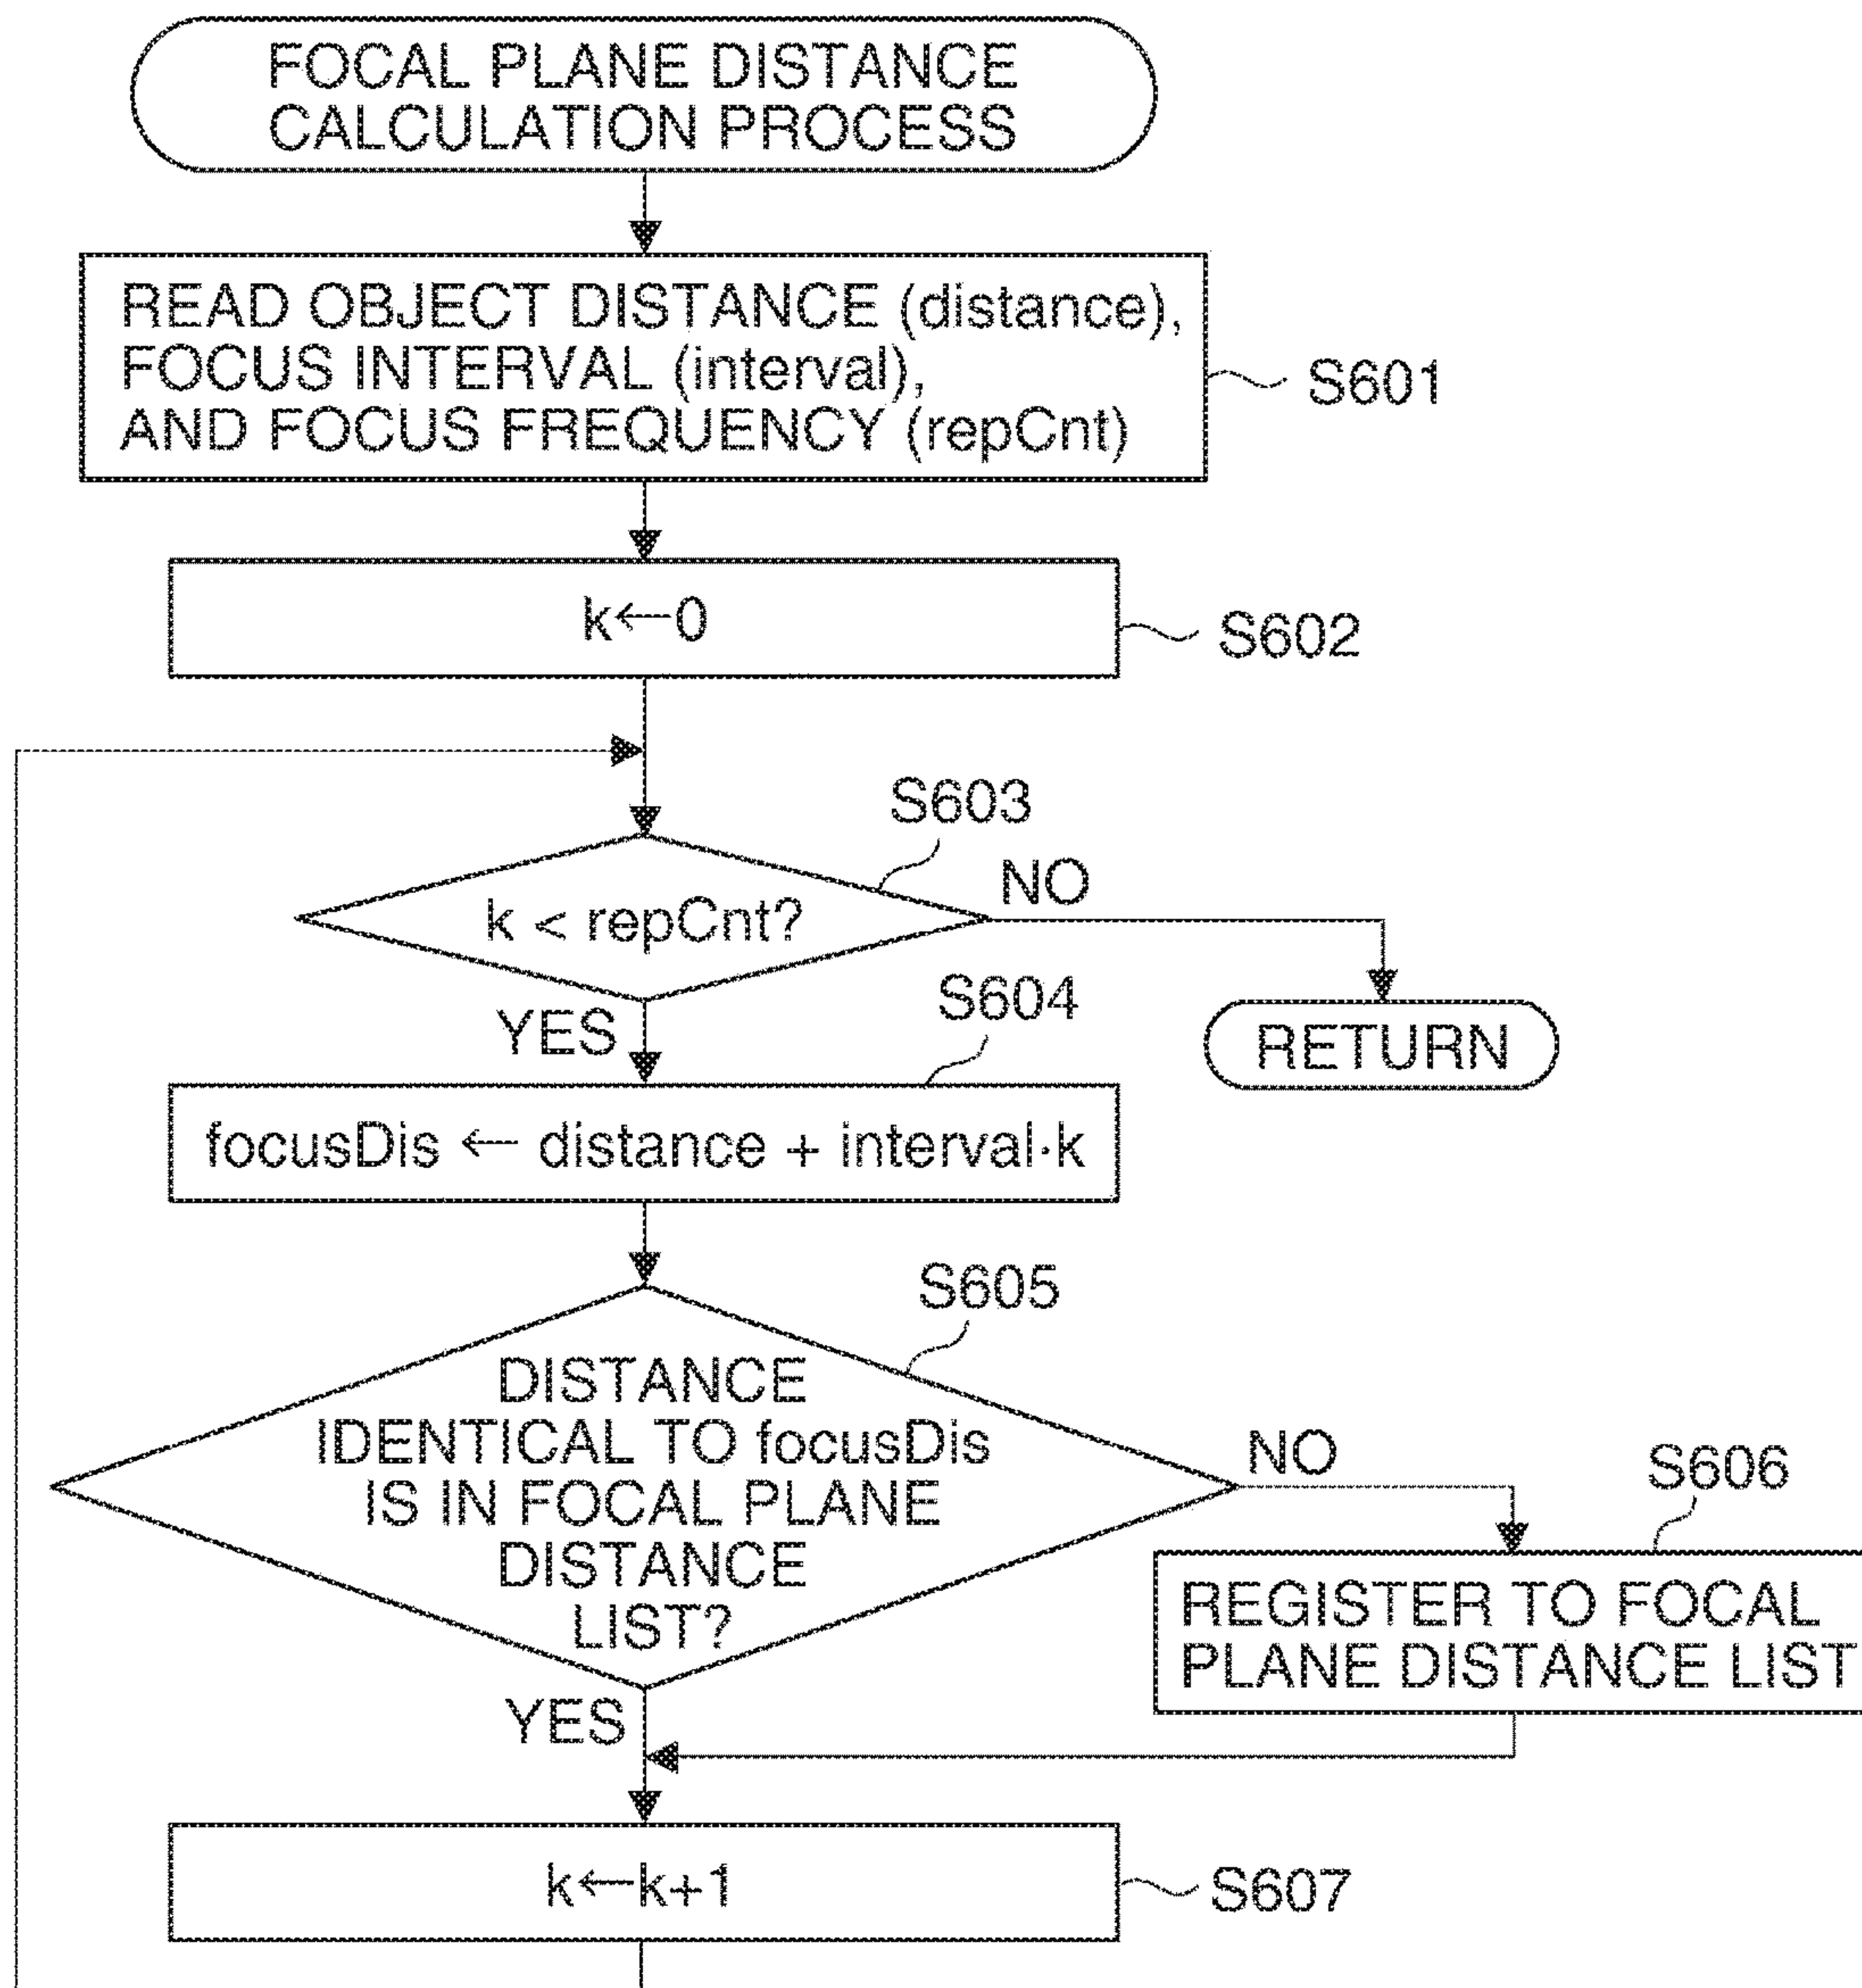 FOCAL PLANE DISTANCE
CALCULATION PROCESS
READ OBJECT DISTANCE (distance),
FOCUS INTERVAL (interval),
AND FOCUS FREQUENCY (repCnt)
S601
k←0
S602
S603
k < repCnt?
NO
YES
S604
RETURN
focusDis ← distance + interval·k
S605
DISTANCE
IDENTICAL TO focusDis
IS IN FOCAL PLANE
DISTANCE
LIST?
NO
S606
REGISTER TO FOCAL
PLANE DISTANCE LIST
YES
k←k+1
S607